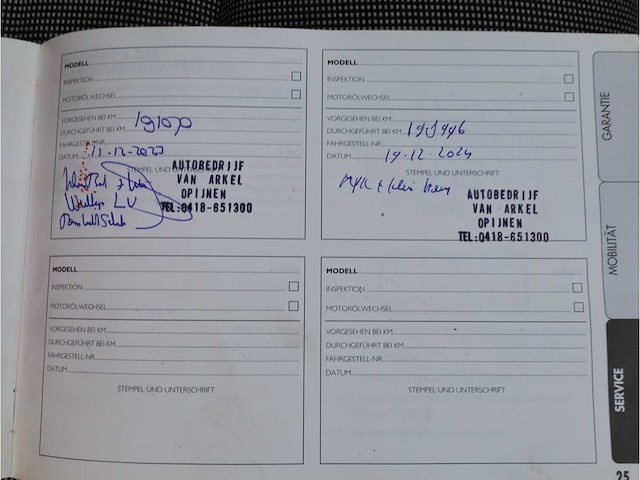 MODELL
INSPEKTION
MOTORÖLWECHSEL
VORGESEHEN BEI KM
DURCHGEFÜHRT BEI KM 191070
FAHRGESTELL-NR.
DATUM 11-12-2023
STEMPEL UND UNTERSCHRIFT
AUTOBEDRIJF
VAN ARKEL
OPIJNEN
TEL:0418-651300
MODELL
INSPEKTION
MOTORÖLWECHSEL
VORGESEHEN BEI KM
DURCHGEFÜHRT BEI KM
FAHRGESTELL-NR.
DATUM 19-12-2024
STEMPEL UND UNTERSCHRIFT
AUTOBEDRIJF
VAN ARKEL
OPIJNEN
TEL:0418-651300
MODELL
INSPEKTION
MOTORÖLWECHSEL
VORGESEHEN BEI KM
DURCHGEFÜHRT BEI KM
FAHRGESTELL-NR.
DATUM
STEMPEL UND UNTERSCHRIFT
MODELL
INSPEKTION
MOTORÖLWECHSEL
VORGESEHEN BEI KM
DURCHGEFÜHRT BEI KM
FAHRGESTELL-NR.
DATUM
STEMPEL UND UNTERSCHRIFT
GARANTIE
MOBILITÄT
SERVICE
25